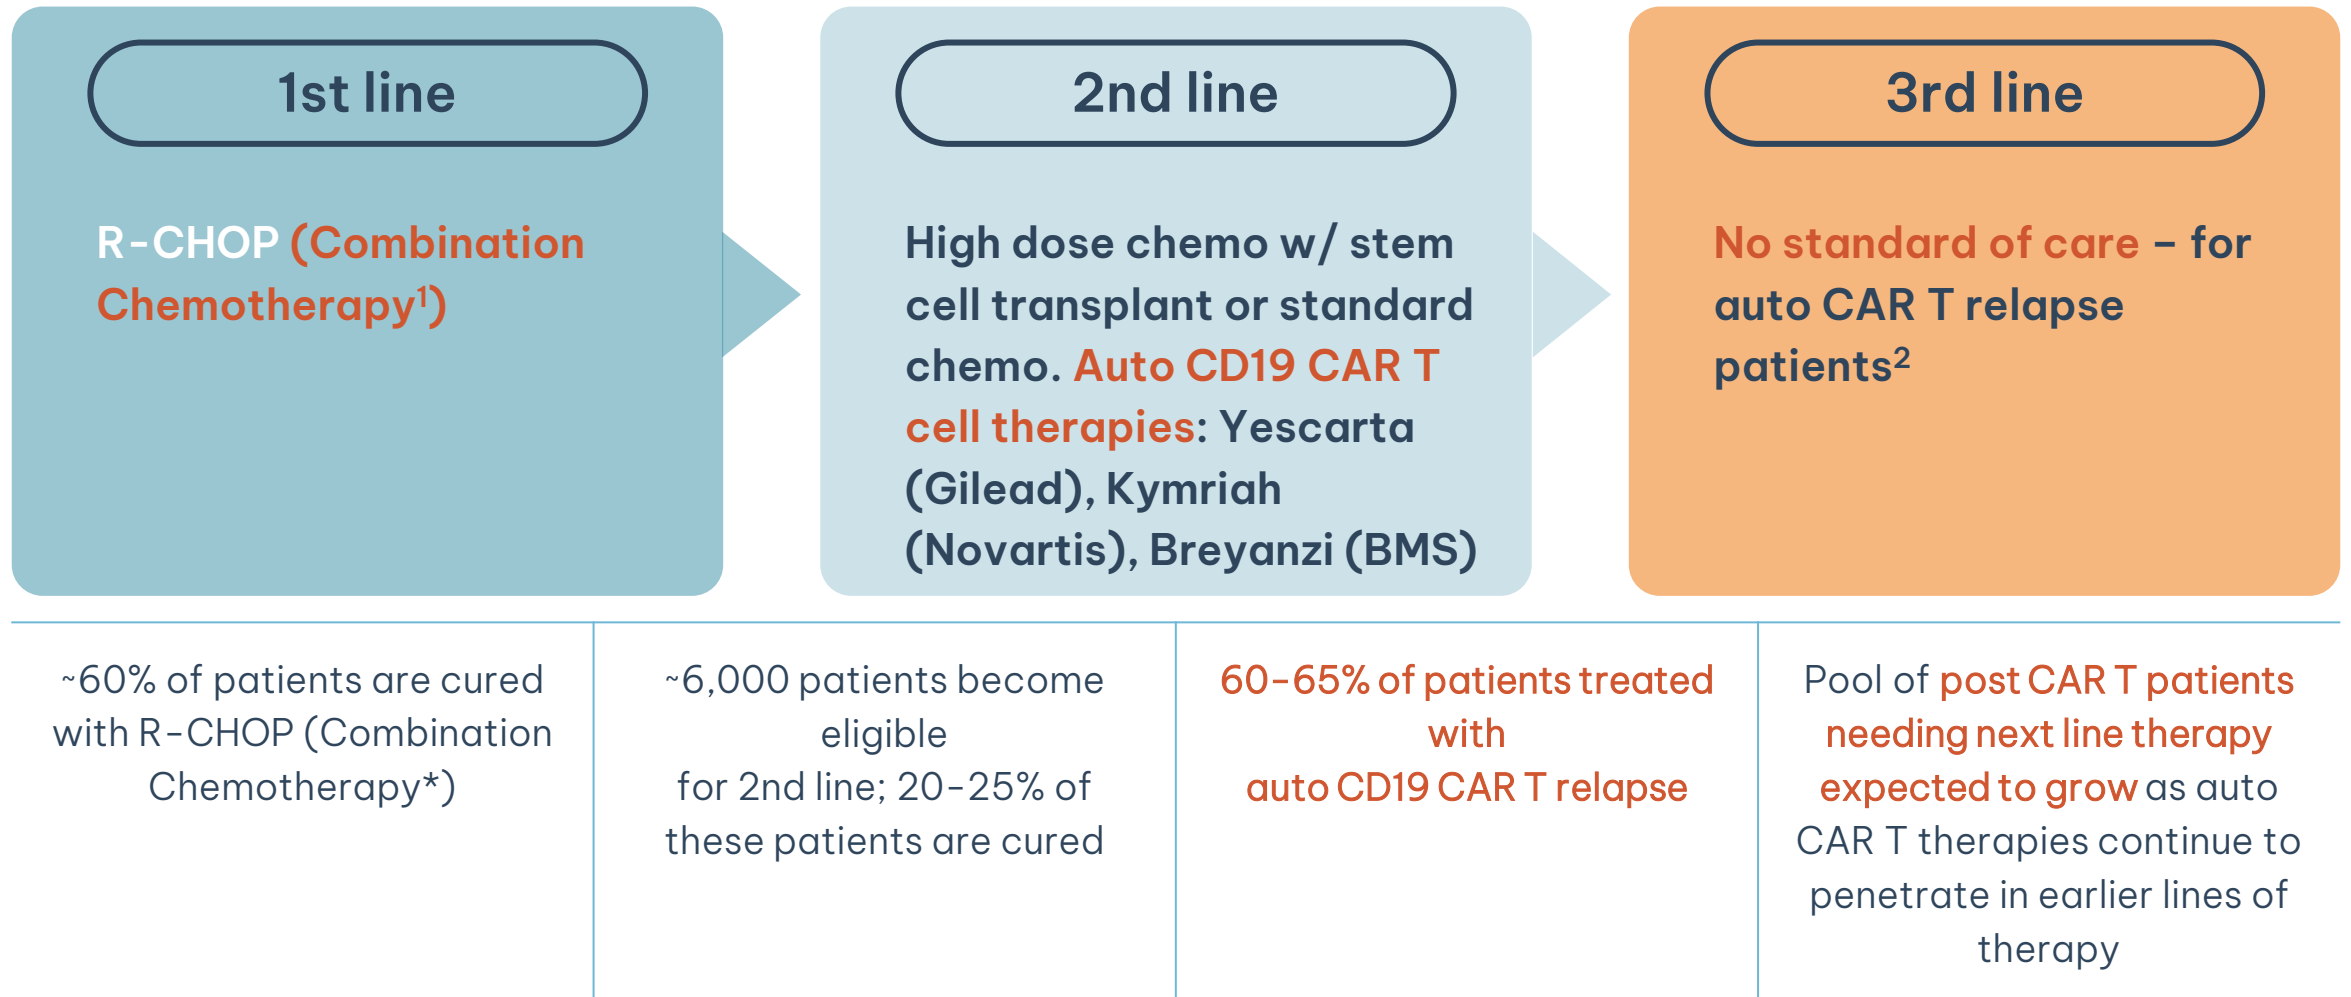 1st line
R-CHOP (Combination
Chemotherapy¹)
2nd line
High dose chemo w/ stem
cell transplant or standard
chemo. Auto CD19 CAR T
cell therapies: Yescarta
(Gilead), Kymriah
(Novartis), Breyanzi (BMS)
3rd line
No standard of care – for
auto CAR T relapse
patients²
~60% of patients are cured
with R-CHOP (Combination
Chemotherapy*)
~6,000 patients become
eligible
for 2nd line; 20-25% of
these patients are cured
60-65% of patients treated
with
auto CD19 CAR T relapse
Pool of post CAR T patients
needing next line therapy
expected to grow as auto
CAR T therapies continue to
penetrate in earlier lines of
therapy